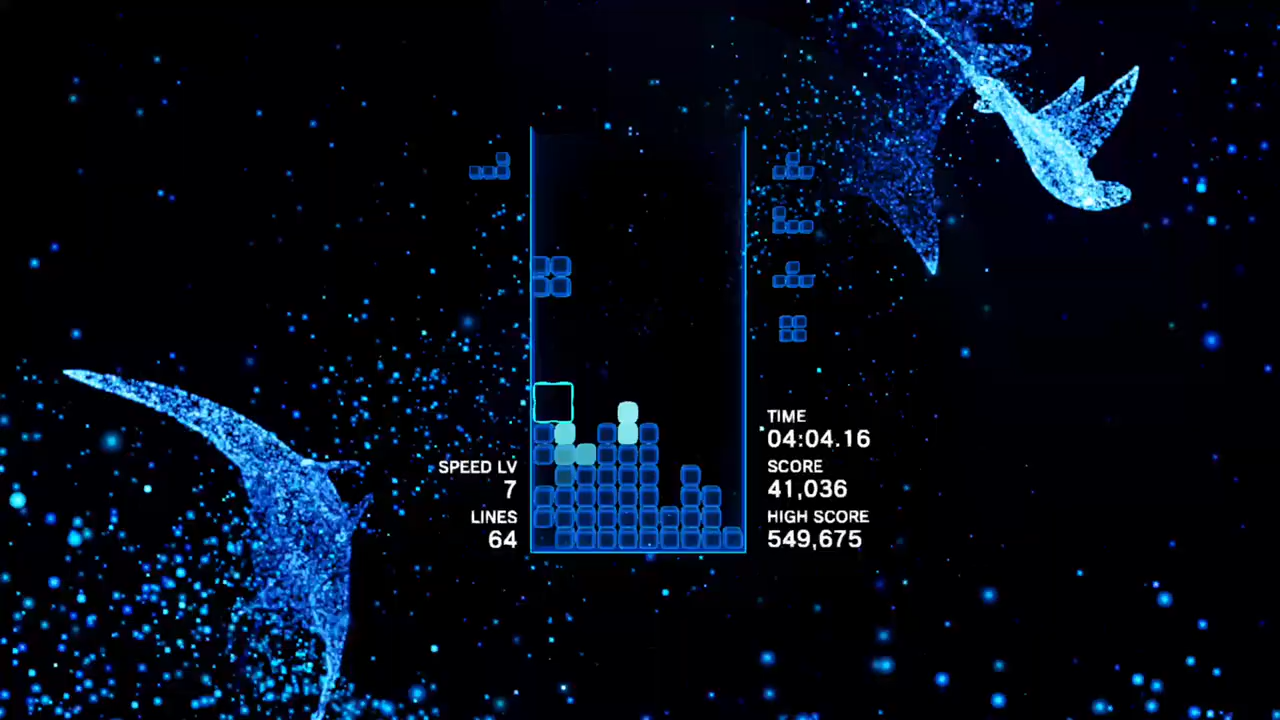 SPEED LV
7
LINES
64
TIME
04:04.16
SCORE
41,036
HIGH SCORE
549,675